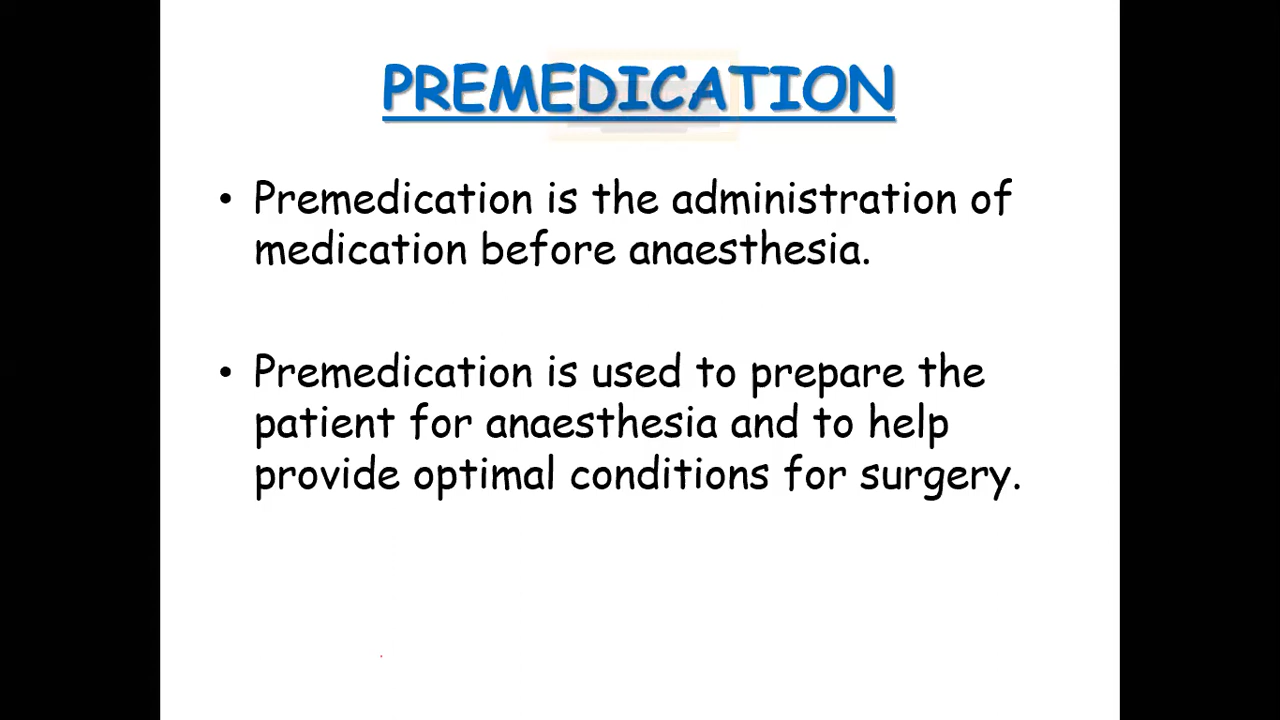 PREMEDICATION
• Premedication is the administration of
medication before anaesthesia.
• Premedication is used to prepare the
patient for anaesthesia and to help
provide optimal conditions for surgery.